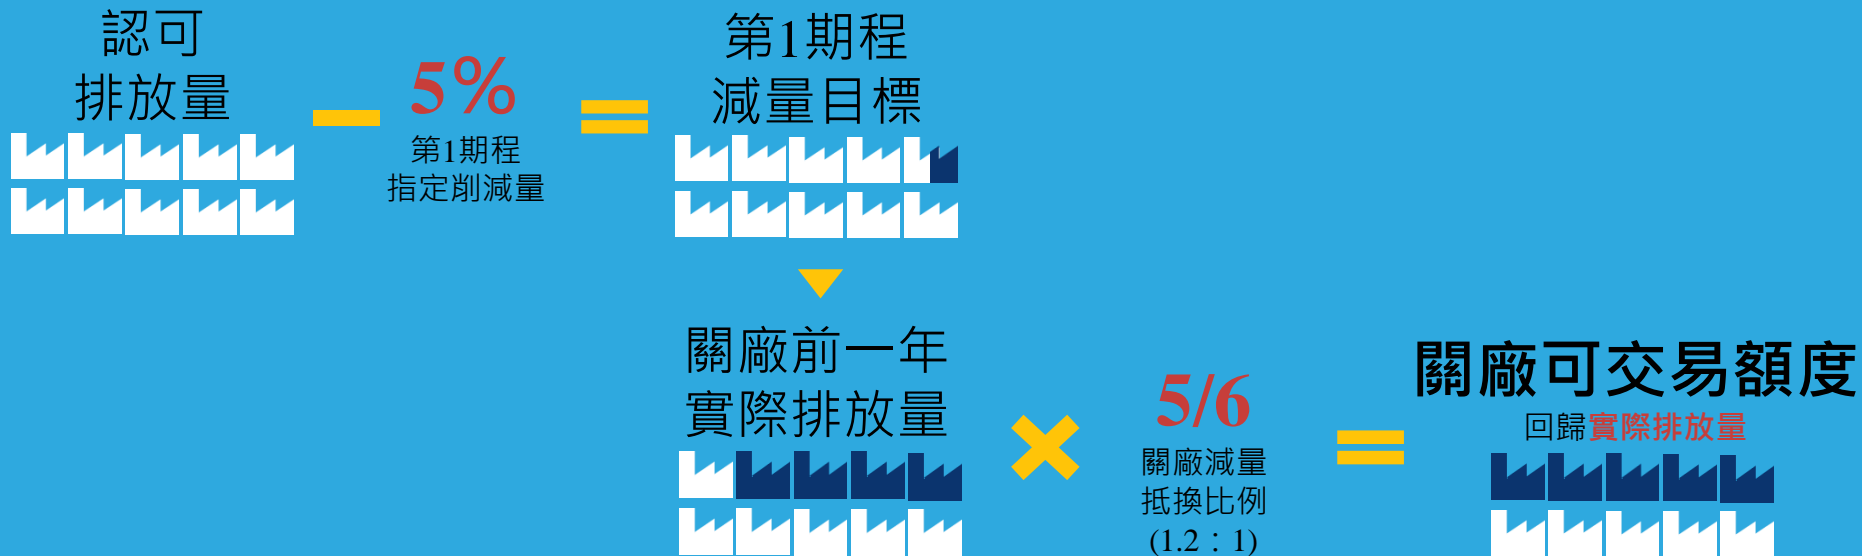 認可
排放量
5%
第1期程
指定削減量
第1期程
減量目標
關廠前一年
實際排放量
5/6
關廠減量
抵換比例
(1.2：1)
關廠可交易額度
回歸實際排放量